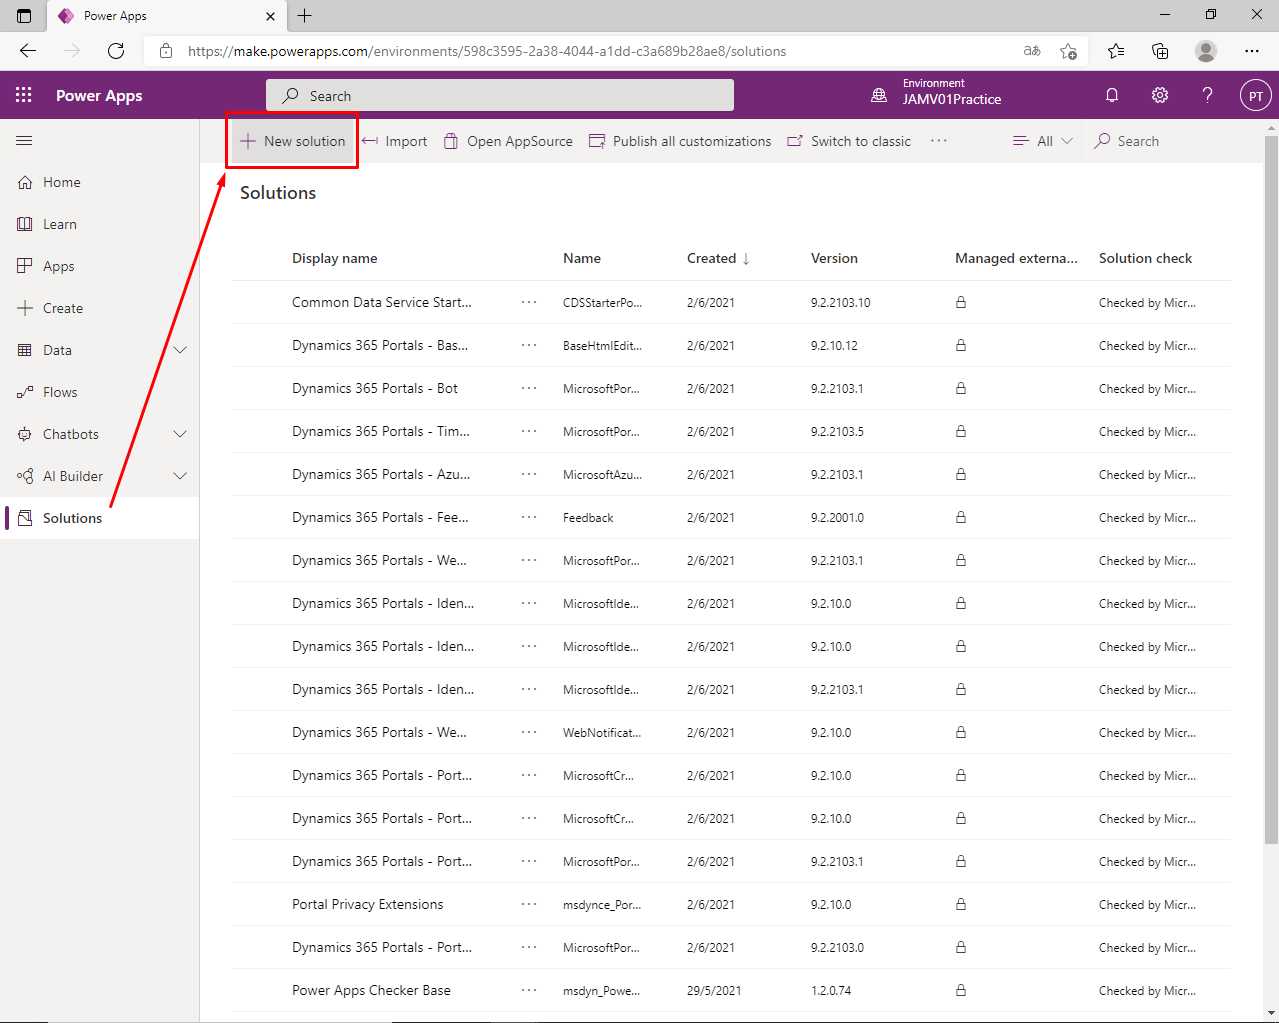 Power Apps
https://make.powerapps.com/environments/598c3595-2a38-4044-a1dd-c3a689b28ae8/solutions
aあ
Power Apps
Search
Environment
JAMV01Practice
PT
New solution
Import
Open AppSource
Publish all customizations
Switch to classic
All
Search
Home
Learn
Apps
Create
Data
Flows
Chatbots
AI Builder
Solutions
Solutions
Display name Name Created Version Managed externa... Solution check
Common Data Service Start... CDSStarterPo... 2/6/2021 9.2.2103.10 Checked by Micr...
Dynamics 365 Portals - Bas... BaseHtmlEdit... 2/6/2021 9.2.10.12 Checked by Micr...
Dynamics 365 Portals - Bot MicrosoftPor... 2/6/2021 9.2.2103.1 Checked by Micr...
Dynamics 365 Portals - Tim... MicrosoftPor... 2/6/2021 9.2.2103.5 Checked by Micr...
Dynamics 365 Portals - Azu... MicrosoftAzu... 2/6/2021 9.2.2103.1 Checked by Micr...
Dynamics 365 Portals - Fee... Feedback 2/6/2021 9.2.2001.0 Checked by Micr...
Dynamics 365 Portals - We... MicrosoftPor... 2/6/2021 9.2.2103.1 Checked by Micr...
Dynamics 365 Portals - Iden... MicrosoftIde... 2/6/2021 9.2.10.0 Checked by Micr...
Dynamics 365 Portals - Iden... MicrosoftIde... 2/6/2021 9.2.10.0 Checked by Micr...
Dynamics 365 Portals - Iden... MicrosoftIde... 2/6/2021 9.2.2103.1 Checked by Micr...
Dynamics 365 Portals - We... WebNotificat... 2/6/2021 9.2.10.0 Checked by Micr...
Dynamics 365 Portals - Port... MicrosoftCr... 2/6/2021 9.2.10.0 Checked by Micr...
Dynamics 365 Portals - Port... MicrosoftCr... 2/6/2021 9.2.10.0 Checked by Micr...
Dynamics 365 Portals - Port... MicrosoftPor... 2/6/2021 9.2.2103.1 Checked by Micr...
Portal Privacy Extensions msdynce_Por... 2/6/2021 9.2.10.0 Checked by Micr...
Dynamics 365 Portals - Port... MicrosoftPor... 2/6/2021 9.2.2103.0 Checked by Micr...
Power Apps Checker Base msdyn_Powe... 29/5/2021 1.2.0.74 Checked by Micr...